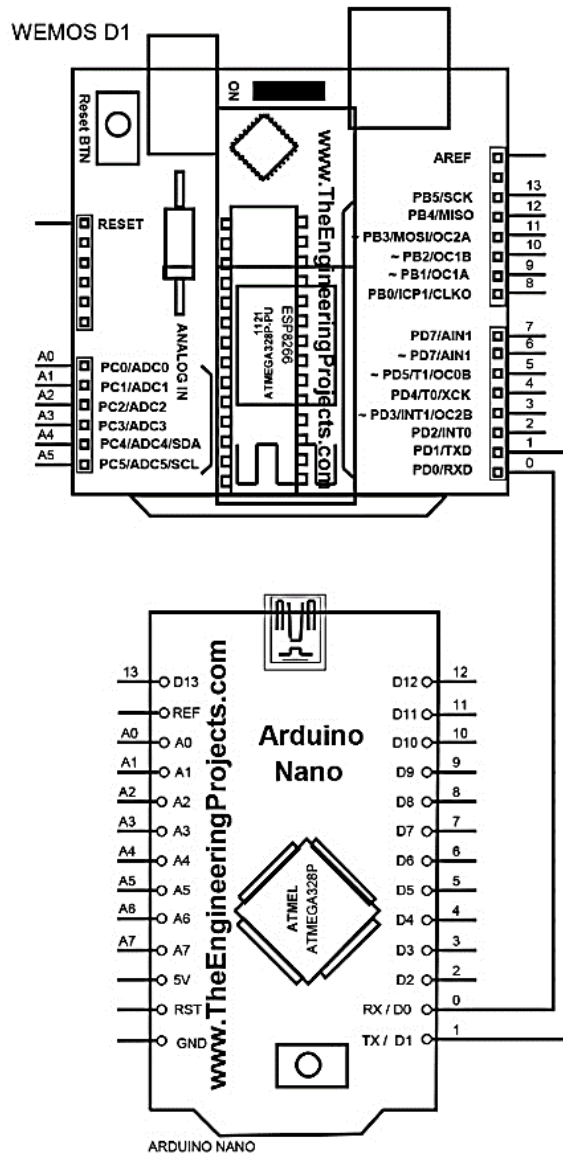 WEMOS D1
Reset BTN
ON
www.TheEngineeringProjects.com
RESET
ANALOG IN
1121
ATMEGA328P-PU
ESP8266
A0 PC0/ADC0
A1 PC1/ADC1
A2 PC2/ADC2
A3 PC3/ADC3
A4 PC4/ADC4/SDA
A5 PC5/ADC5/SCL
AREF
PB5/SCK 13
PB4/MISO 12
~ PB3/MOSI/OC2A 11
~ PB2/OC1B 10
~ PB1/OC1A 9
PB0/ICP1/CLKO 8
PD7/AIN1 7
~ PD7/AIN1 6
~ PD5/T1/OC0B 5
PD4/T0/XCK 4
~ PD3/INT1/OC2B 3
PD2/INT0 2
PD1/TXD 1
PD0/RXD 0
13 D13
REF
A0 A0
A1 A1
A2 A2
A3 A3
A4 A4
A5 A5
A6 A6
A7 A7
5V
RST
GND
www.TheEngineeringProjects.com
Arduino
Nano
ATMEL
ATMEGA328P
D12 12
D11 11
D10 10
D9 9
D8 8
D7 7
D6 6
D5 5
D4 4
D3 3
D2 2
RX / D0 0
TX / D1 1
ARDUINO NANO